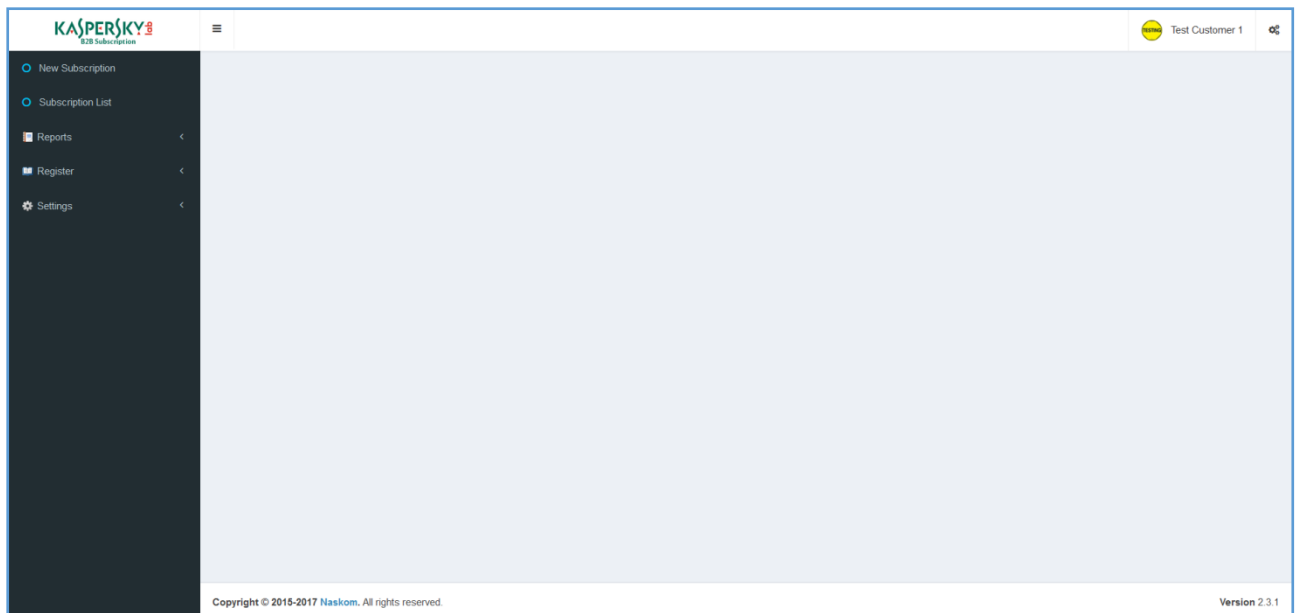 KASPERSKY lab
B2B Subscription
TESTING
Test Customer 1
New Subscription
Subscription List
Reports
Register
Settings
Copyright © 2015-2017 Naskom. All rights reserved.
Version 2.3.1